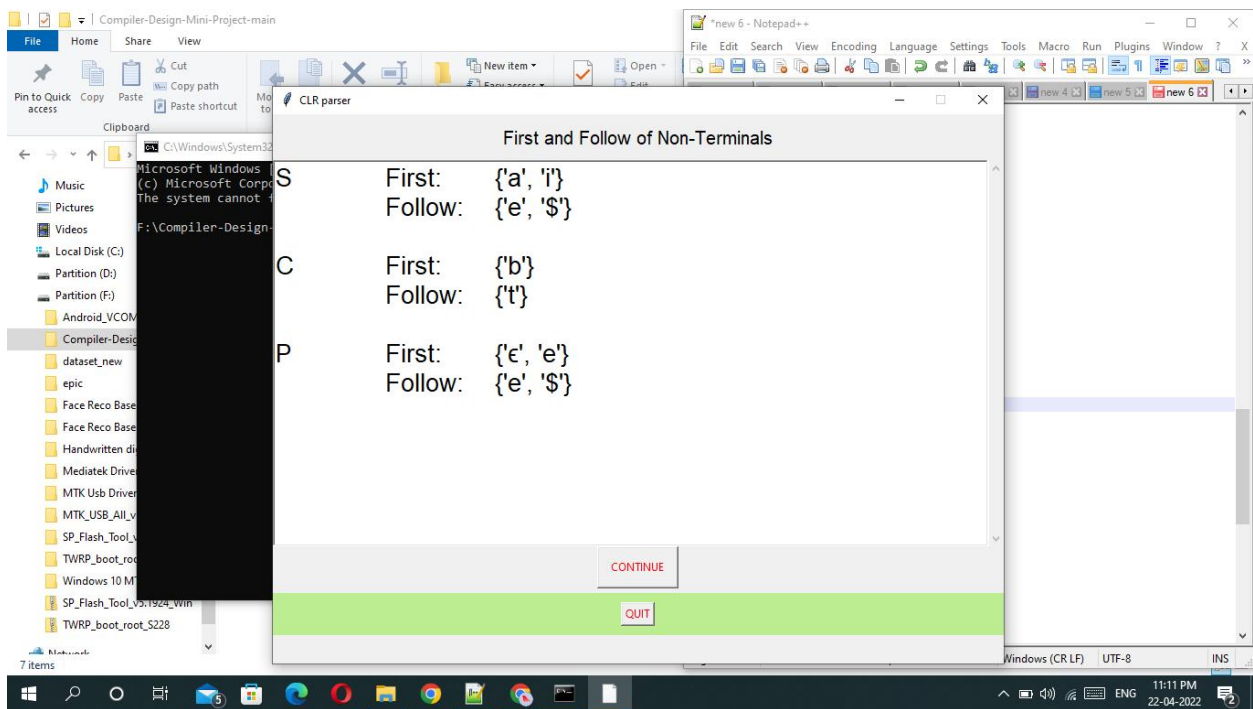 Compiler-Design-Mini-Project-main
File Home Share View
Pin to Quick access
Copy
Paste
Cut
Copy path
Paste shortcut
Clipboard
New item
Open
Music
Pictures
Videos
Local Disk (C:)
Partition (D:)
Partition (F:)
Android_VCOM
Compiler-Desig
dataset_new
epic
Face Reco Base
Face Reco Base
Handwritten di
Mediatek Drive
MTK Usb Driver
MTK_USB_All_v
SP_Flash_Tool_v
TWRP_boot_roo
Windows 10 M
SP_Flash_Tool_v5.1924_Win
TWRP_boot_root_S228
Network
7 items
C:\Windows\System32
Microsoft Windows [
(c) Microsoft Corpo
The system cannot f
F:\Compiler-Design-
*new 6 - Notepad++
File Edit Search View Encoding Language Settings Tools Macro Run Plugins Window ? X
new 4 new 5 new 6
Windows (CR LF) UTF-8 INS
CLR parser
First and Follow of Non-Terminals
S First: {'a', 'i'}
Follow: {'e', '$'}
C First: {'b'}
Follow: {'t'}
P First: {'ϵ', 'e'}
Follow: {'e', '$'}
CONTINUE
QUIT
5
ENG
11:11 PM
22-04-2022
2